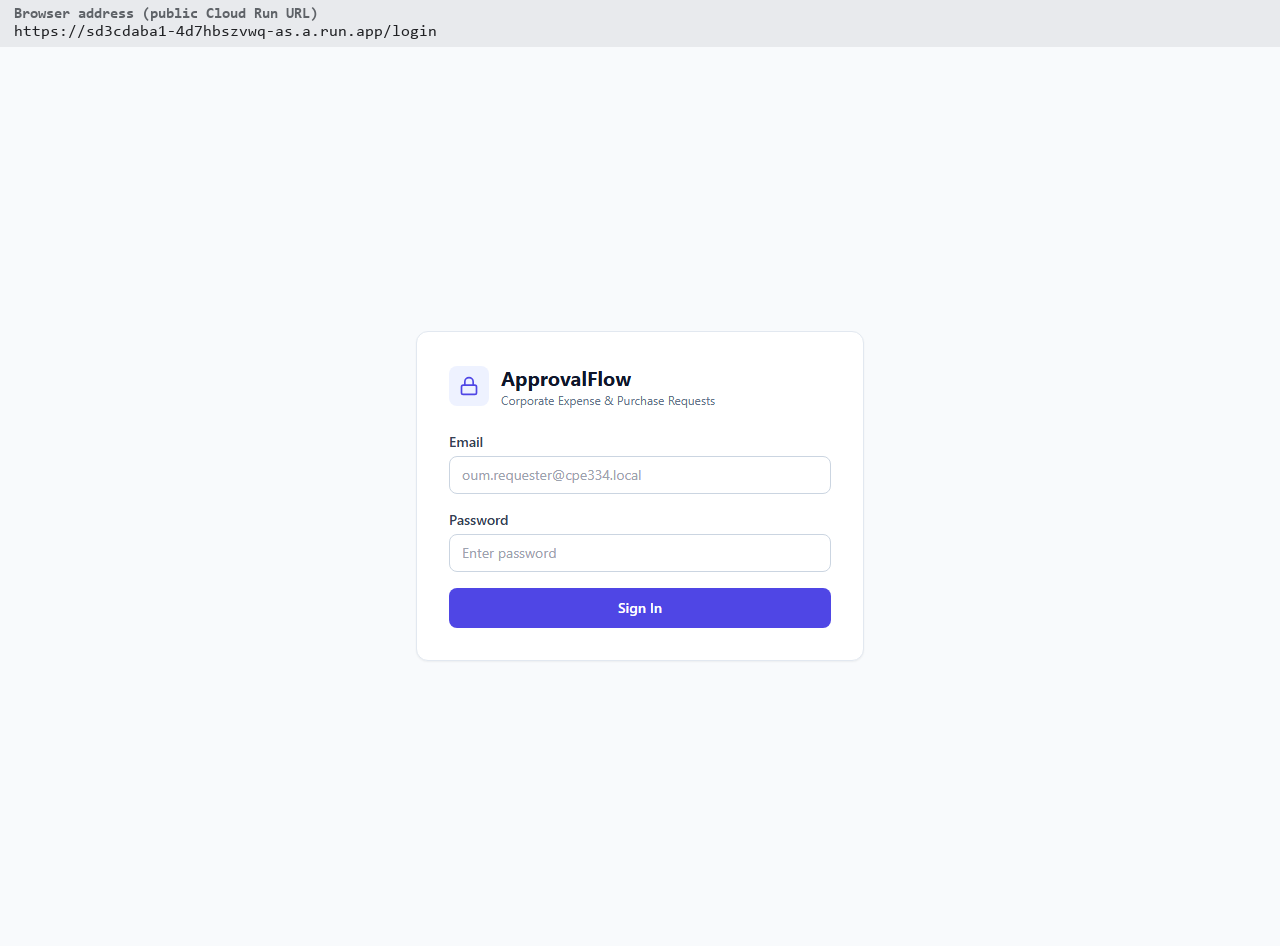 Browser address (public Cloud Run URL)
https://sd3cdaba1-4d7hbszvwq-as.a.run.app/login
ApprovalFlow
Corporate Expense & Purchase Requests
Email
oum.requester@cpe334.local
Password
Enter password
Sign In